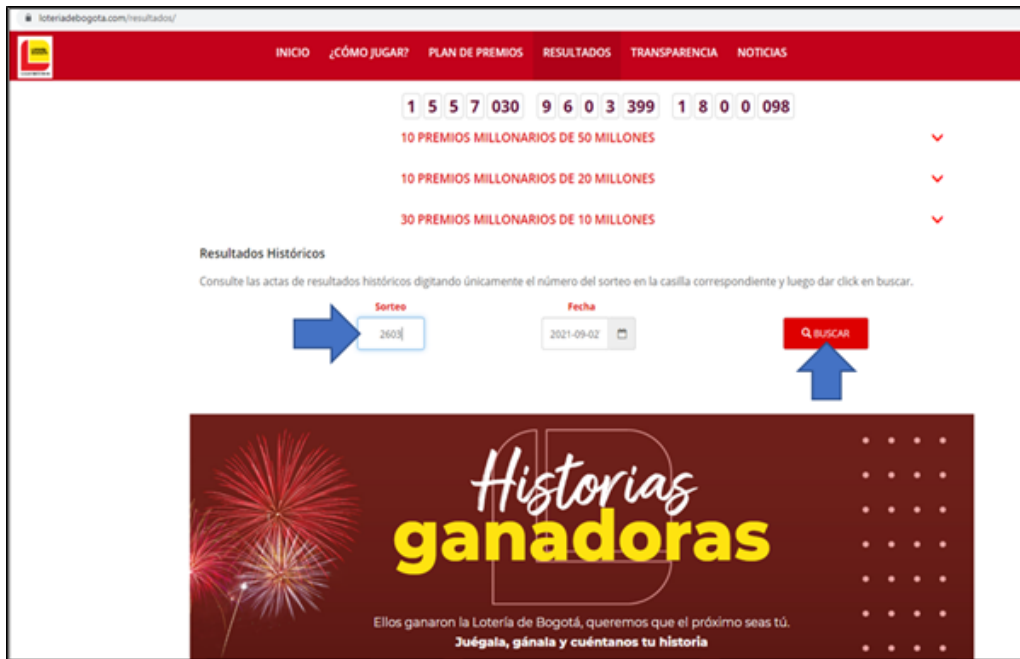 loteriadebogota.com/resultados/
INICIO ¿CÓMO JUGAR? PLAN DE PREMIOS RESULTADOS TRANSPARENCIA NOTICIAS
1 5 5 7 030 9 6 0 3 399 1 8 0 0 098
10 PREMIOS MILLONARIOS DE 50 MILLONES
10 PREMIOS MILLONARIOS DE 20 MILLONES
30 PREMIOS MILLONARIOS DE 10 MILLONES
Resultados Históricos
Consulte las actas de resultados históricos digitando únicamente el número del sorteo en la casilla correspondiente y luego dar click en buscar.
Sorteo Fecha
2603 2021-09-02 BUSCAR
Historias
ganadoras
Ellos ganaron la Lotería de Bogotá, queremos que el próximo seas tú.
Juégala, gánala y cuéntanos tu historia